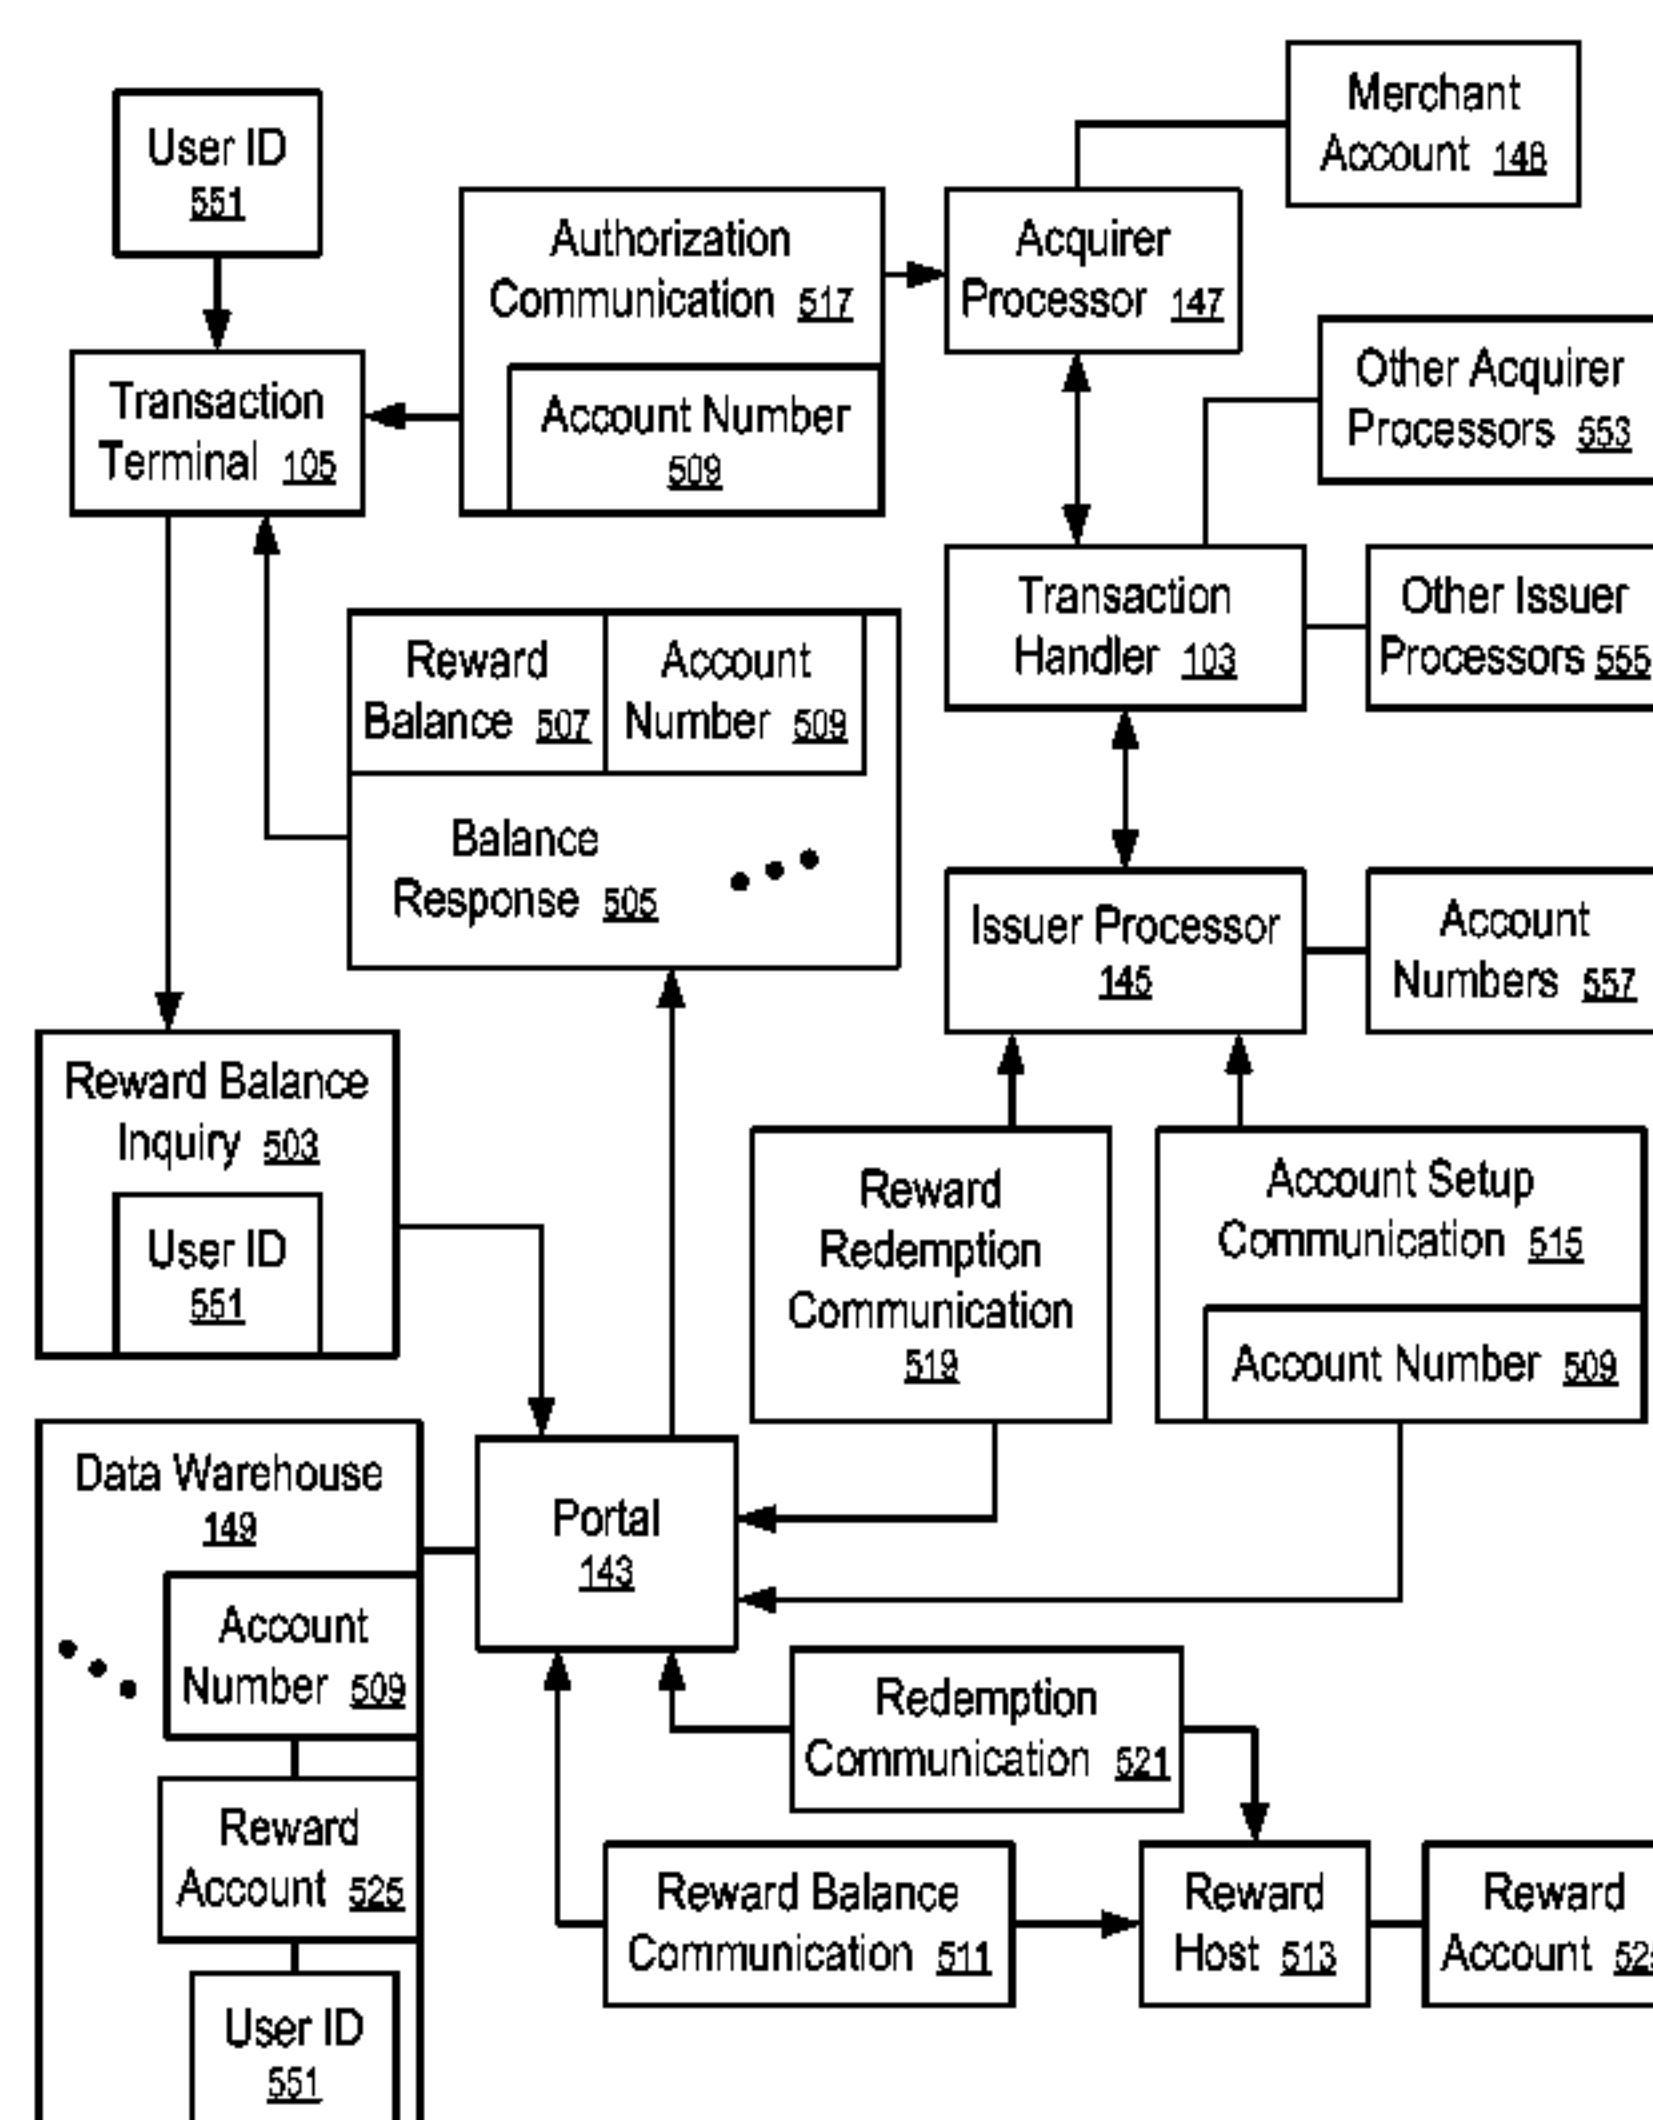 User ID
551
Merchant
Account 148
Authorization
Communication 517
Account Number
509
Acquirer
Processor 147
Transaction
Terminal 105
Other Acquirer
Processors 553
Transaction
Handler 103
Other Issuer
Processors 555
Reward
Balance 507
Account
Number 509
Balance
Response 505
Issuer Processor
145
Account
Numbers 557
Reward Balance
Inquiry 503
User ID
551
Reward
Redemption
Communication
519
Account Setup
Communication 515
Account Number 509
Data Warehouse
149
Account
Number 509
Reward
Account 525
User ID
551
Portal
143
Redemption
Communication 521
Reward Balance
Communication 511
Reward
Host 513
Reward
Account